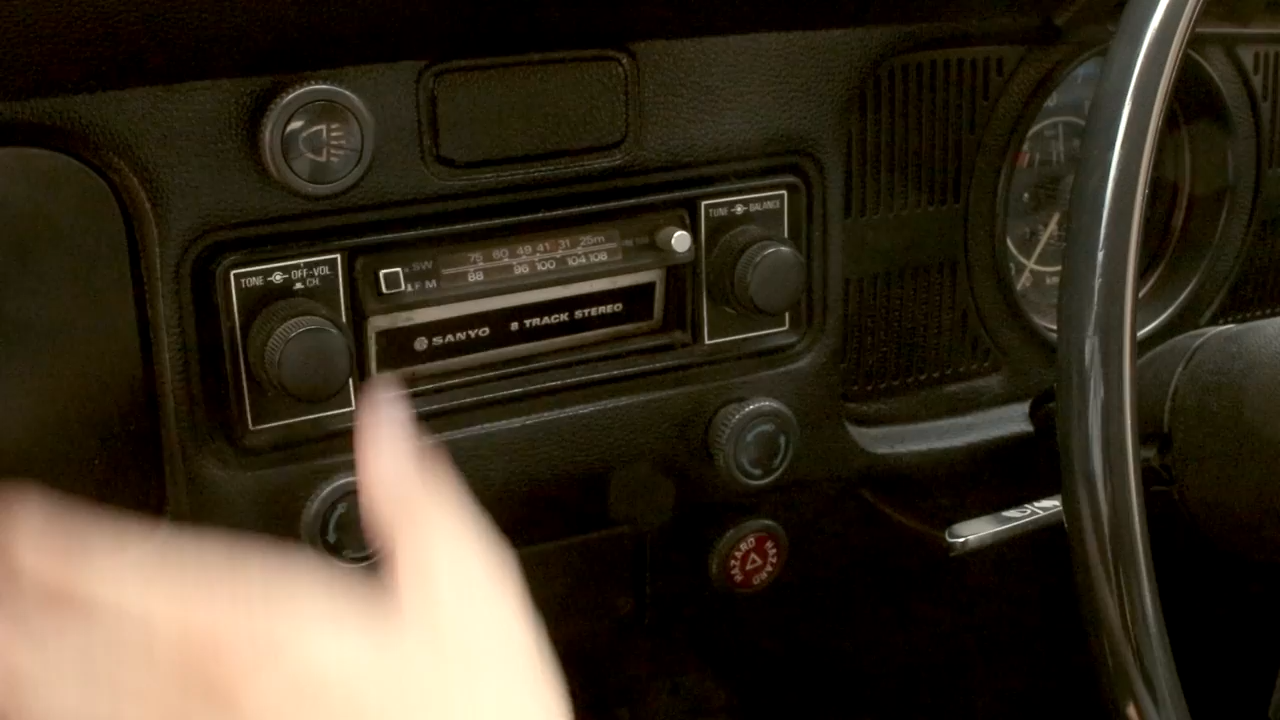 TUNE BALANCE
TONE OFF-VOL.
CH.
SW 75 60 49 41 31 25m
FM 88 96 100 104 108
SANYO 8 TRACK STEREO
HAZARD HAZARD